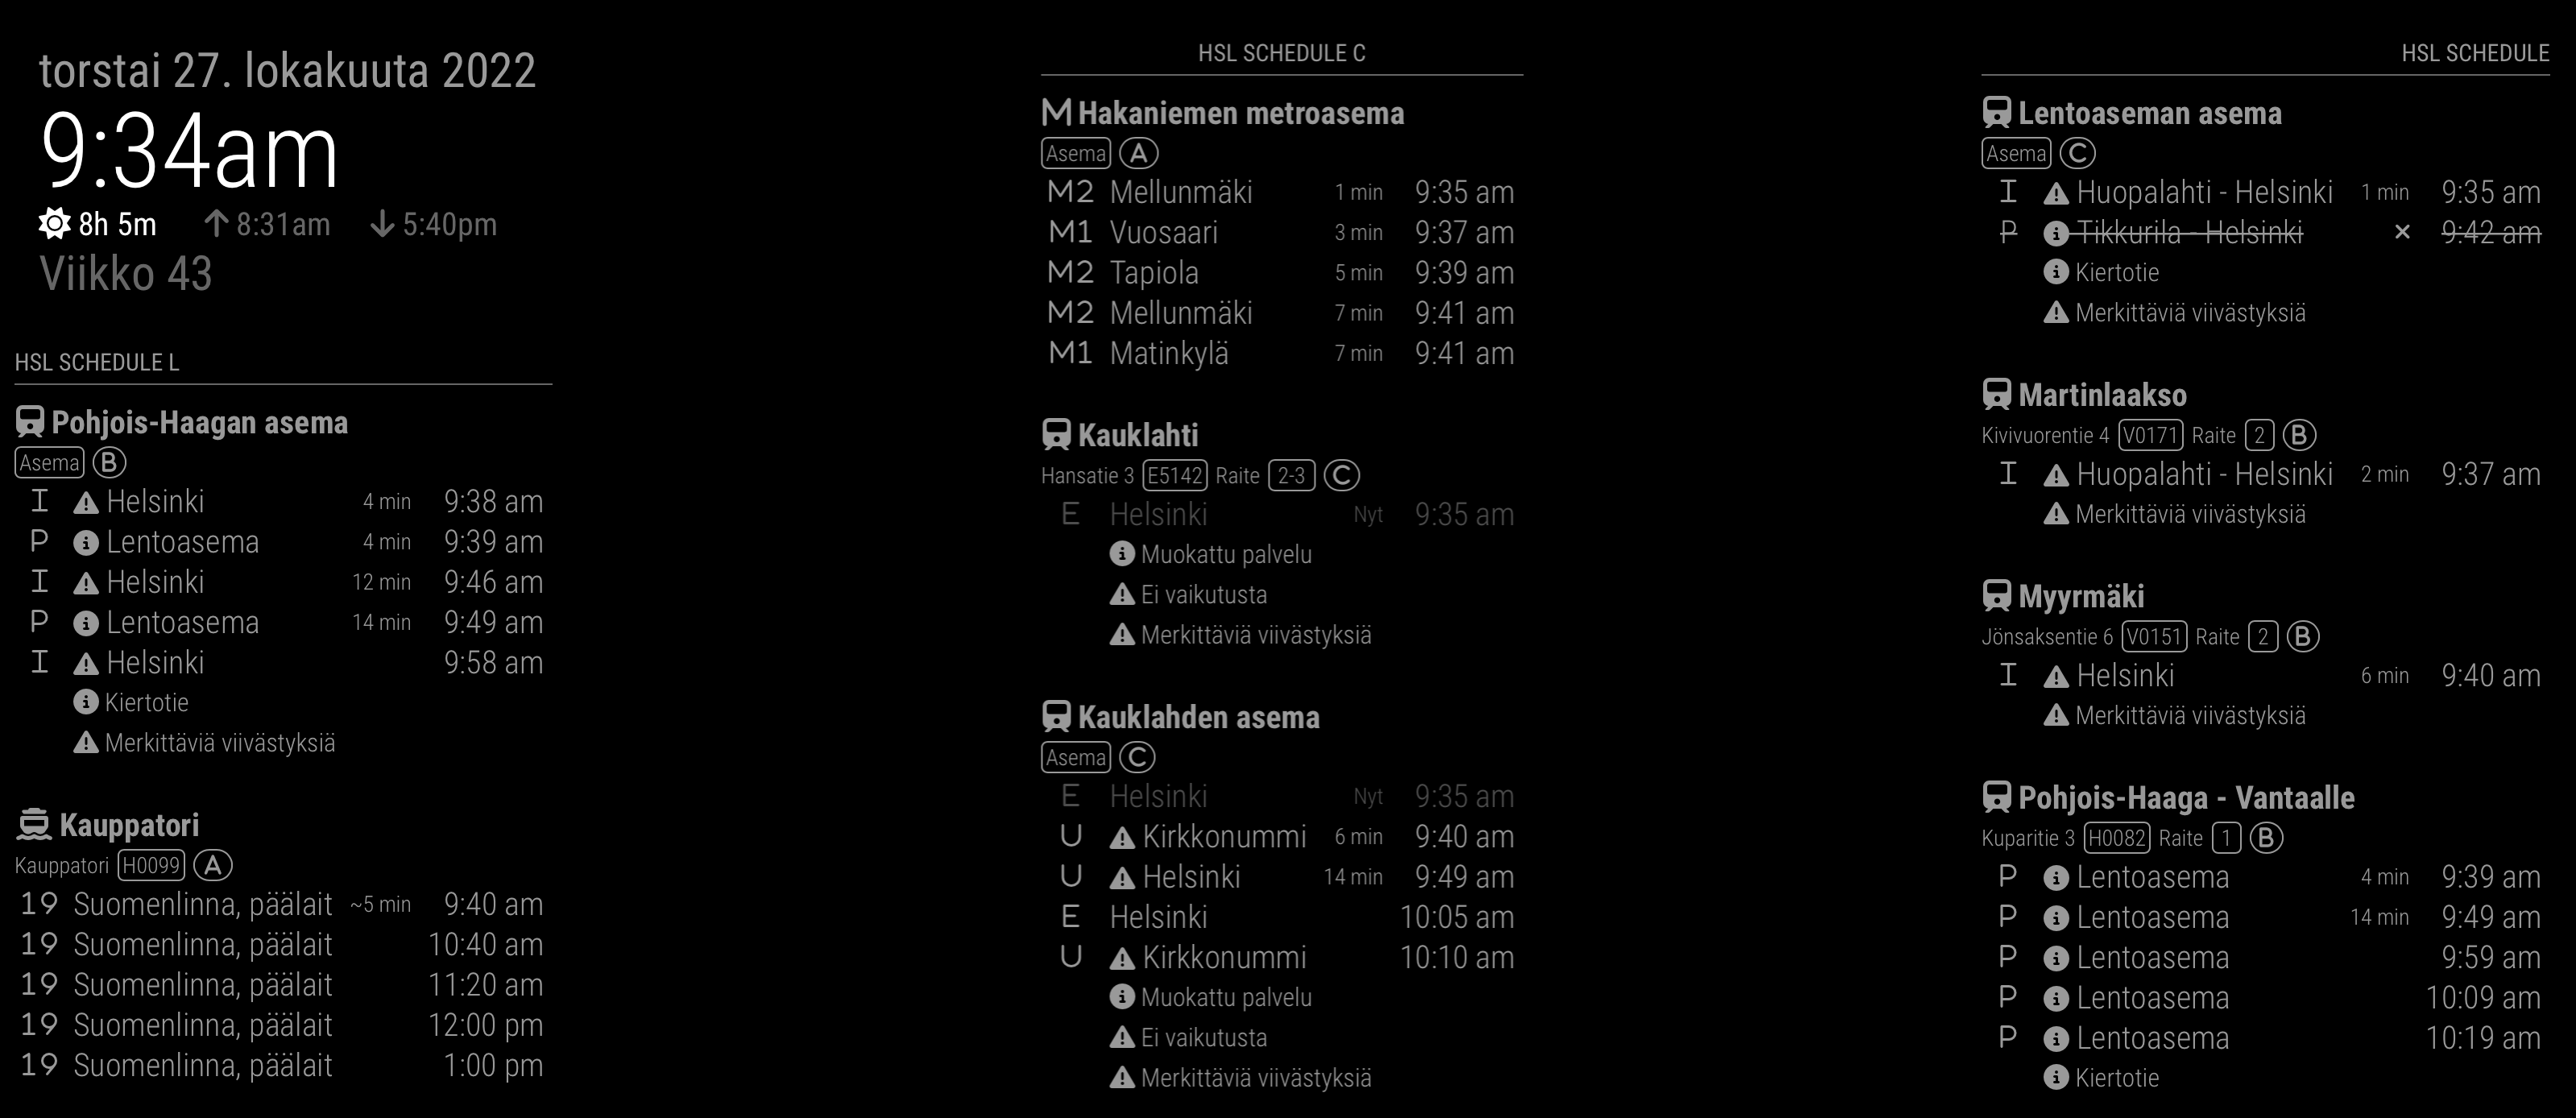 torstai 27. lokakuuta 2022
9:34am
8h 5m 8:31am 5:40pm
Viikko 43
HSL SCHEDULE L
Pohjois-Haagan asema
Asema B
I Helsinki 4 min 9:38 am
P Lentoasema 4 min 9:39 am
I Helsinki 12 min 9:46 am
P Lentoasema 14 min 9:49 am
I Helsinki 9:58 am
Kiertotie
Merkittäviä viivästyksiä
Kauppatori
Kauppatori H0099 A
19 Suomenlinna, päälait ~5 min 9:40 am
19 Suomenlinna, päälait 10:40 am
19 Suomenlinna, päälait 11:20 am
19 Suomenlinna, päälait 12:00 pm
19 Suomenlinna, päälait 1:00 pm
HSL SCHEDULE C
M Hakaniemen metroasema
Asema A
M2 Mellunmäki 1 min 9:35 am
M1 Vuosaari 3 min 9:37 am
M2 Tapiola 5 min 9:39 am
M2 Mellunmäki 7 min 9:41 am
M1 Matinkylä 7 min 9:41 am
Kauklahti
Hansatie 3 E5142 Raite 2-3 C
E Helsinki Nyt 9:35 am
Muokattu palvelu
Ei vaikutusta
Merkittäviä viivästyksiä
Kauklahden asema
Asema C
E Helsinki Nyt 9:35 am
U Kirkkonummi 6 min 9:40 am
U Helsinki 14 min 9:49 am
E Helsinki 10:05 am
U Kirkkonummi 10:10 am
Muokattu palvelu
Ei vaikutusta
Merkittäviä viivästyksiä
HSL SCHEDULE
Lentoaseman asema
Asema C
I Huopalahti - Helsinki 1 min 9:35 am
P Tikkurila - Helsinki × 9:42 am
Kiertotie
Merkittäviä viivästyksiä
Martinlaakso
Kivivuorentie 4 V0171 Raite 2 B
I Huopalahti - Helsinki 2 min 9:37 am
Merkittäviä viivästyksiä
Myyrmäki
Jönsaksentie 6 V0151 Raite 2 B
I Helsinki 6 min 9:40 am
Merkittäviä viivästyksiä
Pohjois-Haaga - Vantaalle
Kuparitie 3 H0082 Raite 1 B
P Lentoasema 4 min 9:39 am
P Lentoasema 14 min 9:49 am
P Lentoasema 9:59 am
P Lentoasema 10:09 am
P Lentoasema 10:19 am
Kiertotie